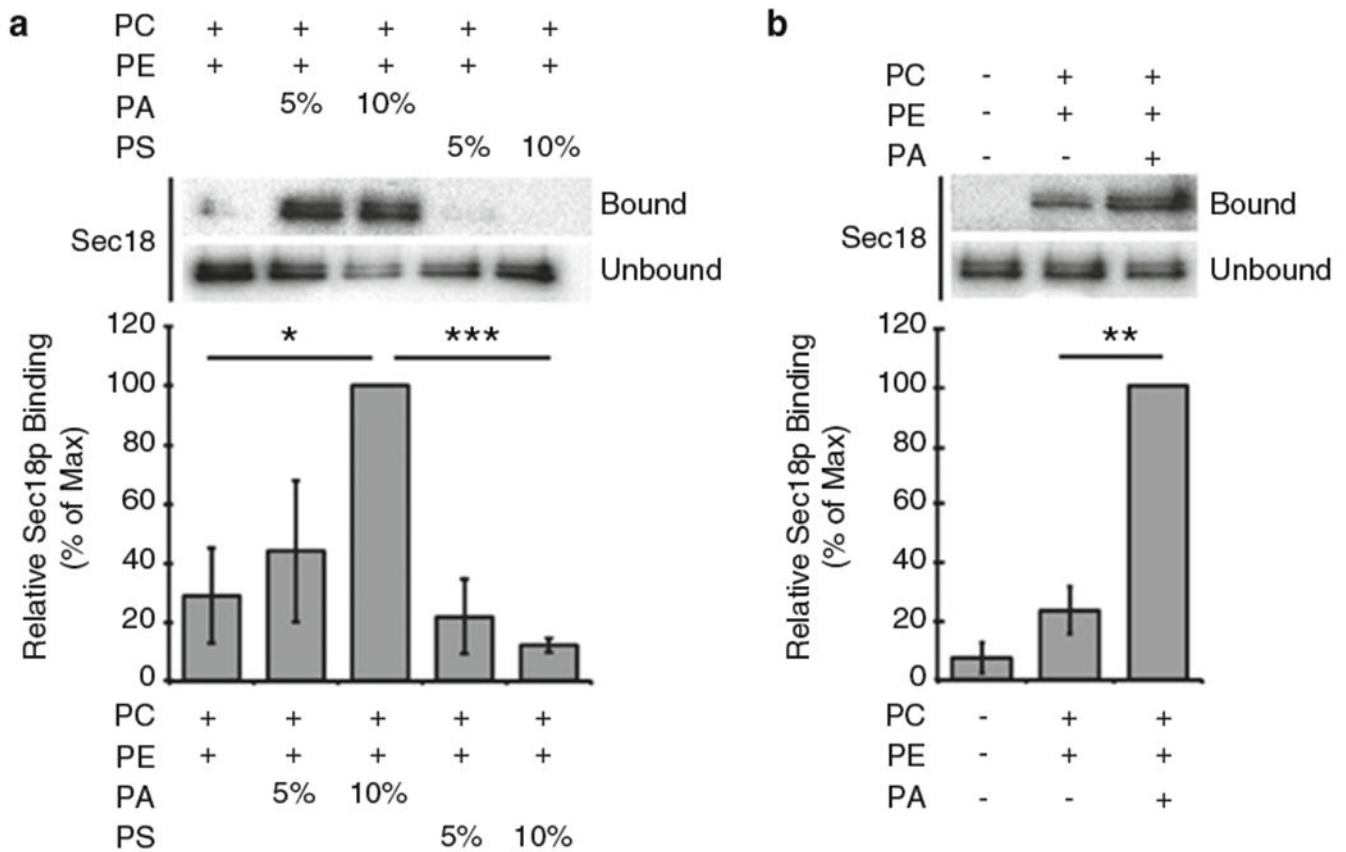 a
PC + + + + +
PE + + + + +
PA 5% 10%
PS 5% 10%
Sec18
Bound
Unbound
Relative Sec18p Binding
(% of Max)
120
100
80
60
40
20
0
* ***
PC + + + + +
PE + + + + +
PA 5% 10%
PS 5% 10%
b
PC - + +
PE - + +
PA - - +
Sec18
Bound
Unbound
Relative Sec18p Binding
(% of Max)
120
100
80
60
40
20
0
**
PC - + +
PE - + +
PA - - +